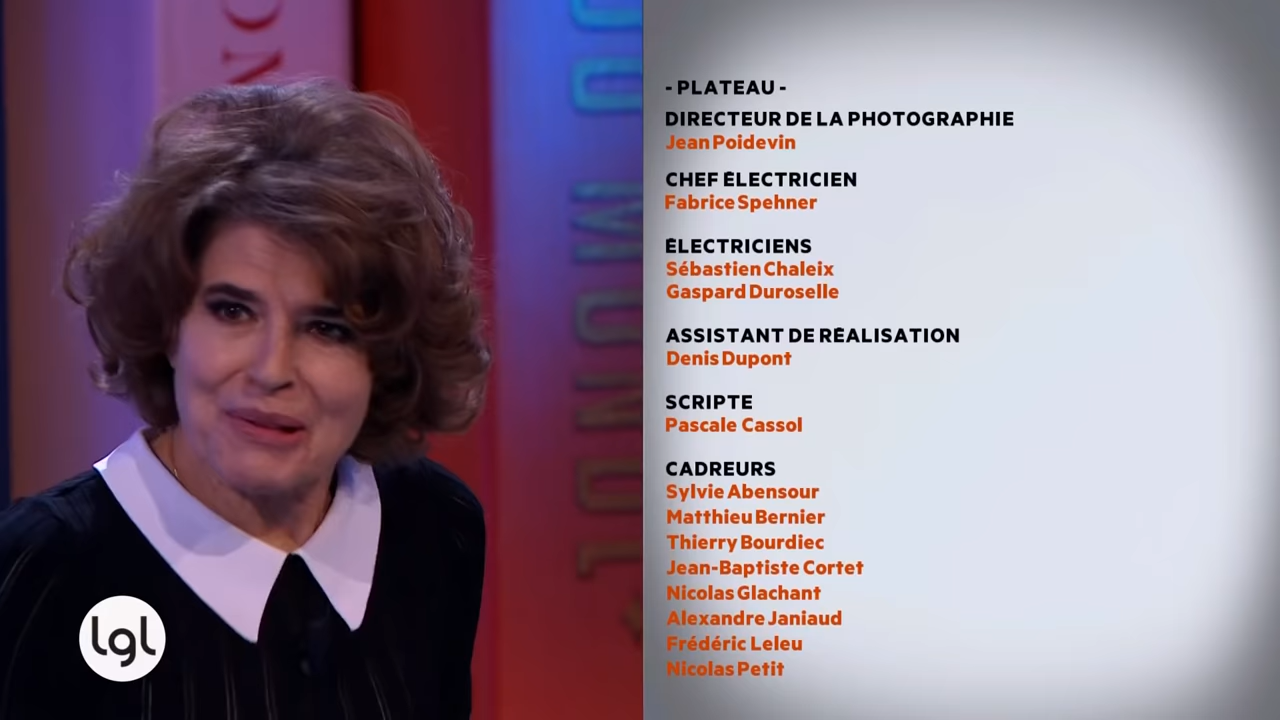 - PLATEAU -
DIRECTEUR DE LA PHOTOGRAPHIE
Jean Poidevin
CHEF ÉLECTRICIEN
Fabrice Spehner
ÉLECTRICIENS
Sébastien Chaleix
Gaspard Duroselle
ASSISTANT DE RÉALISATION
Denis Dupont
SCRIPTE
Pascale Cassol
CADREURS
Sylvie Abensour
Matthieu Bernier
Thierry Bourdiec
Jean-Baptiste Cortet
Nicolas Glachant
Alexandre Janiaud
Frédéric Leleu
Nicolas Petit
lgl